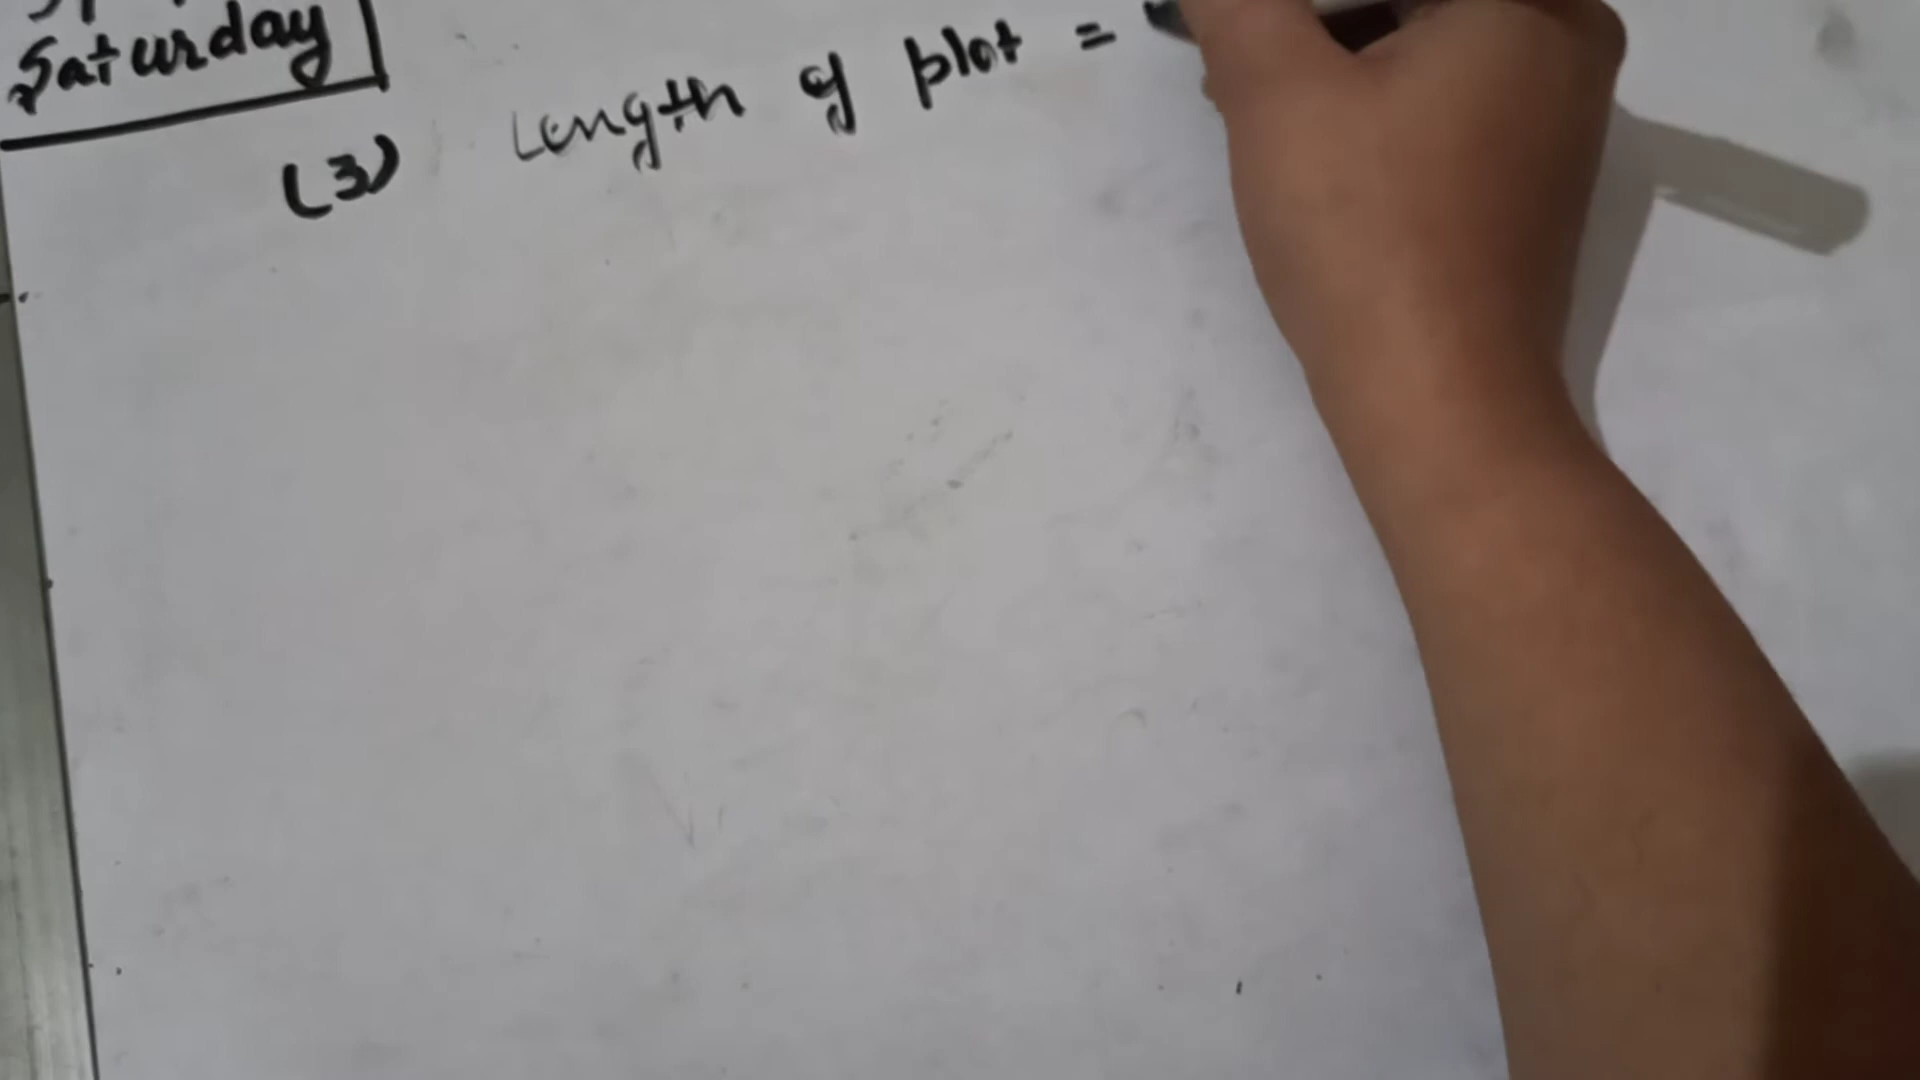 Saturday
(3) Length of plot =